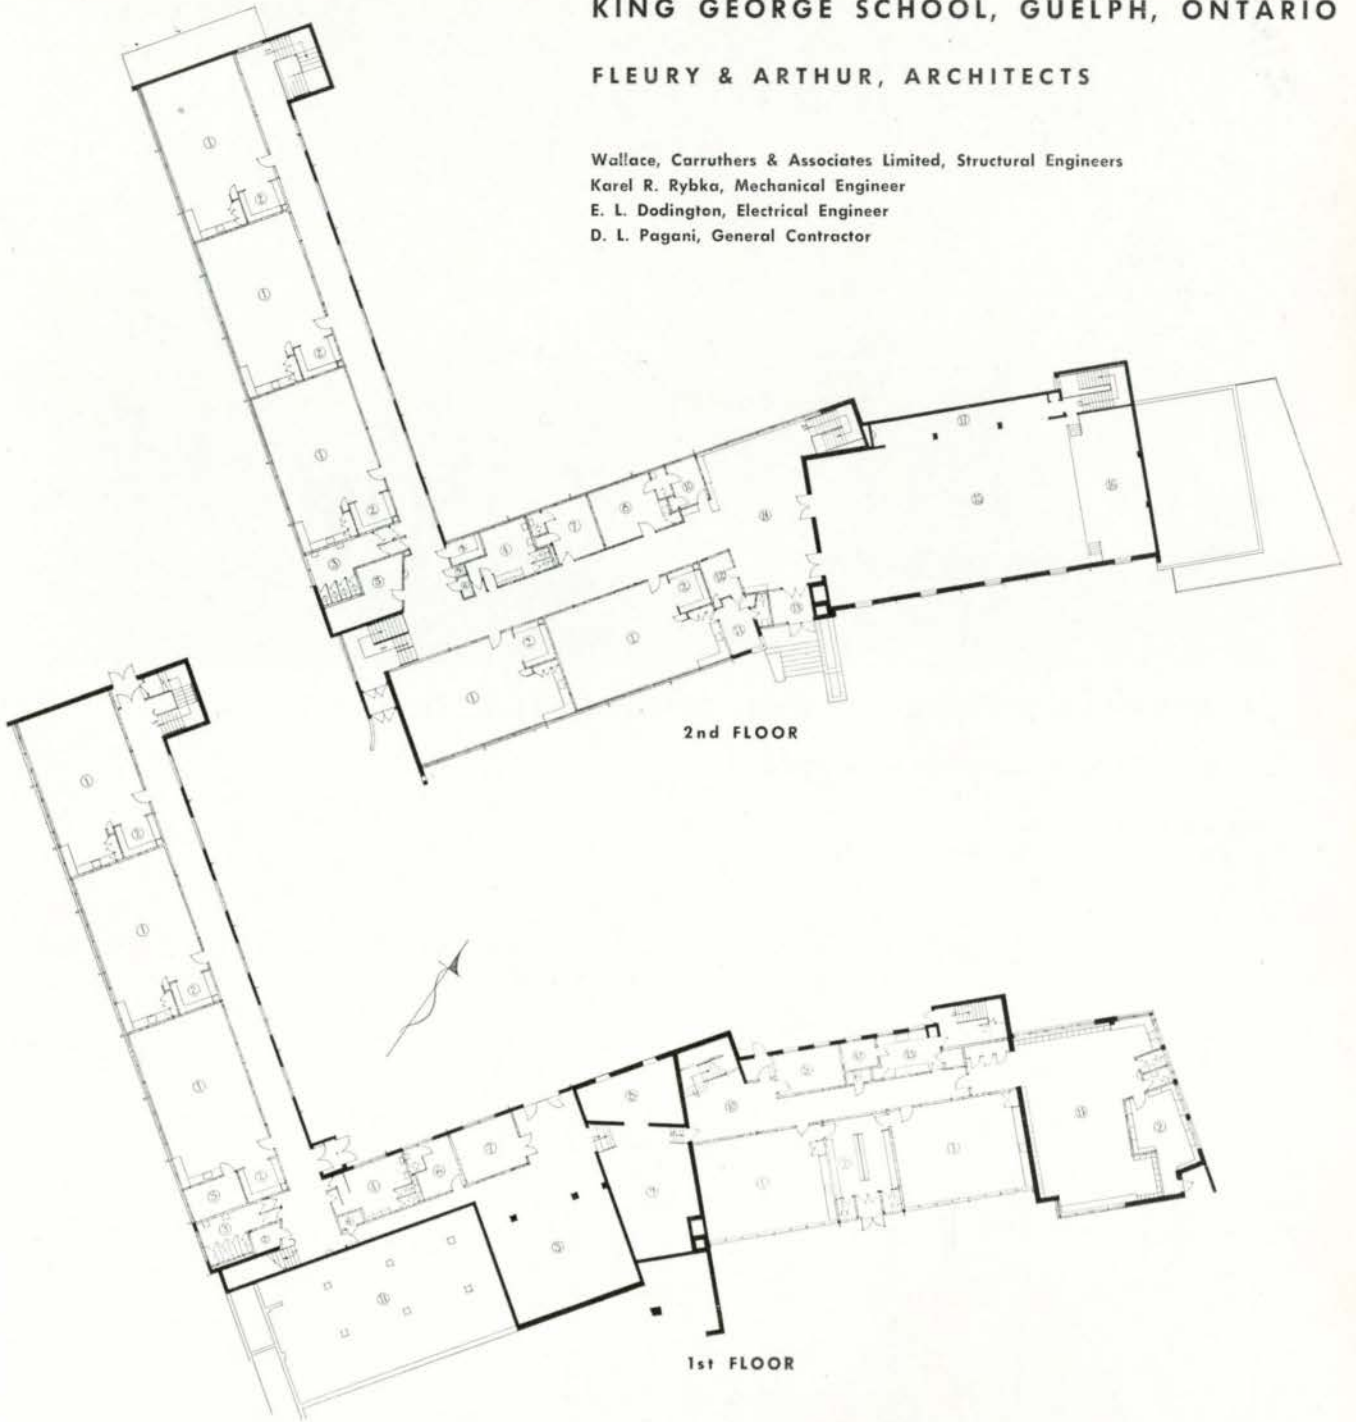 KING GEORGE SCHOOL, GUELPH, ONTARIO
FLEURY & ARTHUR, ARCHITECTS
Wallace, Carruthers & Associates Limited, Structural Engineers
Karel R. Rybka, Mechanical Engineer
E. L. Dodington, Electrical Engineer
D. L. Pagani, General Contractor
2nd FLOOR
1st FLOOR